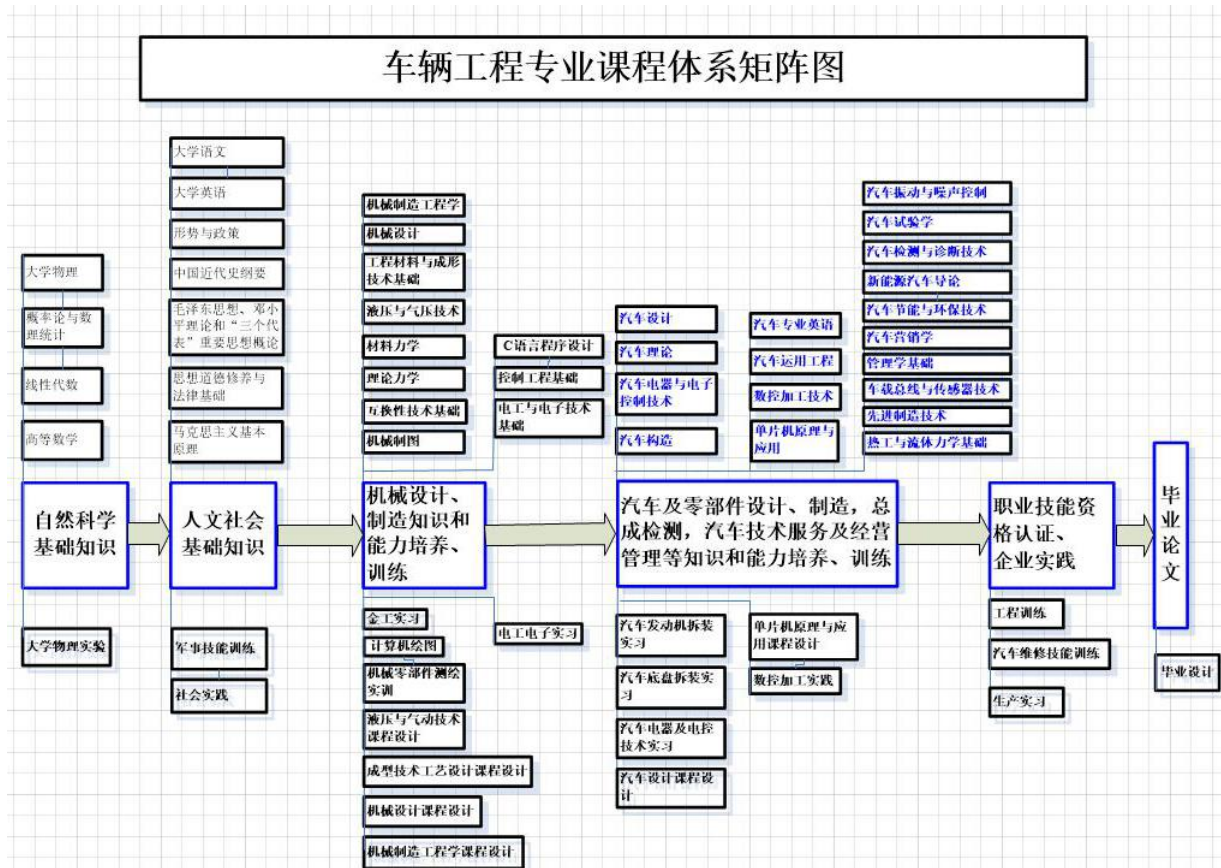 车辆工程专业课程体系矩阵图
大学语文
大学英语
形势与政策
中国近代史纲要
毛泽东思想、邓小
平理论和“三个代
表”重要思想概论
思想道德修养与
法律基础
马克思主义基本
原理
大学物理
概率论与数
理统计
线性代数
高等数学
机械制造工程学
机械设计
工程材料与成形
技术基础
液压与气压技术
材料力学
理论力学
互换性技术基础
机械制图
C语言程序设计
控制工程基础
电工与电子技术
基础
汽车设计
汽车理论
汽车电器与电子
控制技术
汽车构造
汽车专业英语
汽车运用工程
数控加工技术
单片机原理与
应用
汽车振动与噪声控制
汽车试验学
汽车检测与诊断技术
新能源汽车导论
汽车节能与环保技术
汽车营销学
管理学基础
车载总线与传感器技术
先进制造技术
热工与流体力学基础
自然科学
基础知识
人文社会
基础知识
机械设计、
制造知识和
能力培养、
训练
汽车及零部件设计、制造，总
成检测，汽车技术服务及经营
管理等知识和能力培养、训练
职业技能资
格认证、
企业实践
毕业论文
大学物理实验
军事技能训练
社会实践
金工实习
计算机绘图
机械零部件测绘
实训
液压与气动技术
课程设计
成型技术工艺设计课程设计
机械设计课程设计
机械制造工程学课程设计
电工电子实习
汽车发动机拆装
实习
汽车底盘拆装实
习
汽车电器及电控
技术实习
汽车设计课程设
计
单片机原理与应
用课程设计
数控加工实践
工程训练
汽车维修技能训练
生产实习
毕业设计